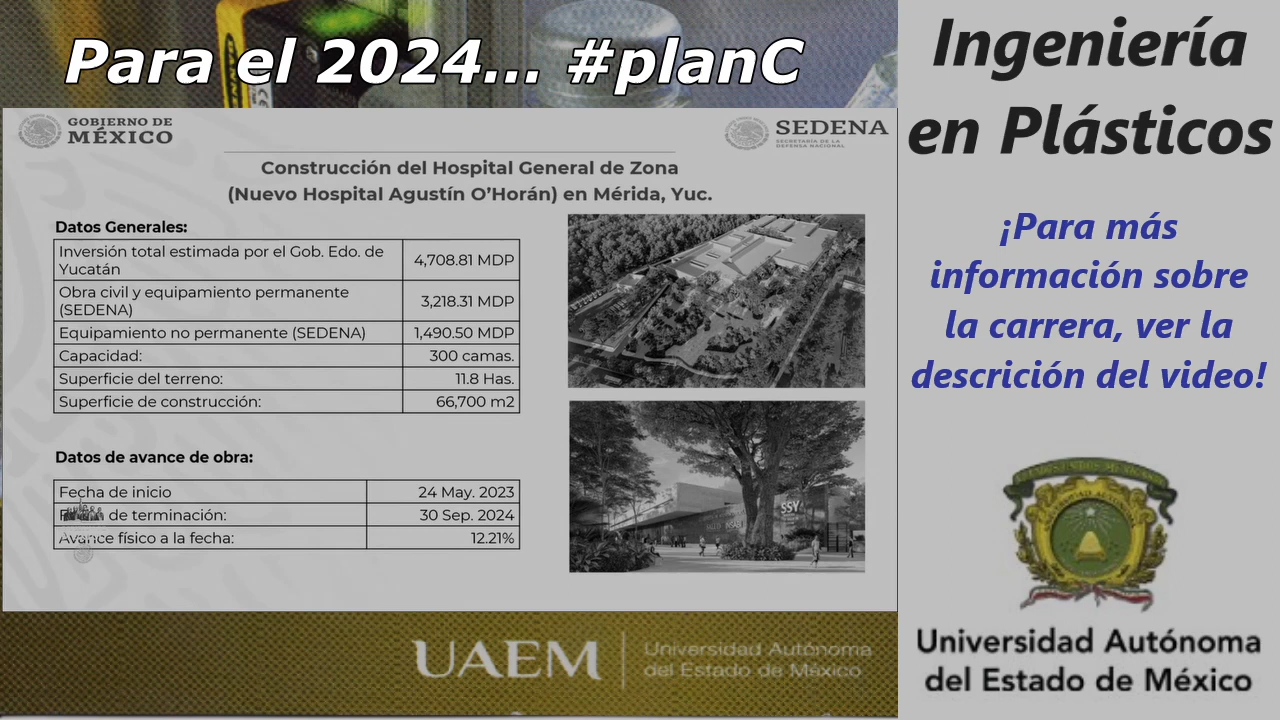 Para el 2024... #planC
GOBIERNO DE
MÉXICO
SEDENA
SECRETARÍA DE LA
DEFENSA NACIONAL
Construcción del Hospital General de Zona
(Nuevo Hospital Agustín O’Horán) en Mérida, Yuc.
Datos Generales:
Inversión total estimada por el Gob. Edo. de
Yucatán
4,708.81 MDP
Obra civil y equipamiento permanente
(SEDENA)
3,218.31 MDP
Equipamiento no permanente (SEDENA) 1,490.50 MDP
Capacidad: 300 camas.
Superficie del terreno: 11.8 Has.
Superficie de construcción: 66,700 m2
Datos de avance de obra:
Fecha de inicio 24 May. 2023
de terminación: 30 Sep. 2024
Avance físico a la fecha: 12.21%
SSY
UAEM
Universidad Autónoma
del Estado de México
Ingeniería
en Plásticos
¡Para más
información sobre
la carrera, ver la
descrición del video!
Universidad Autónoma
del Estado de México